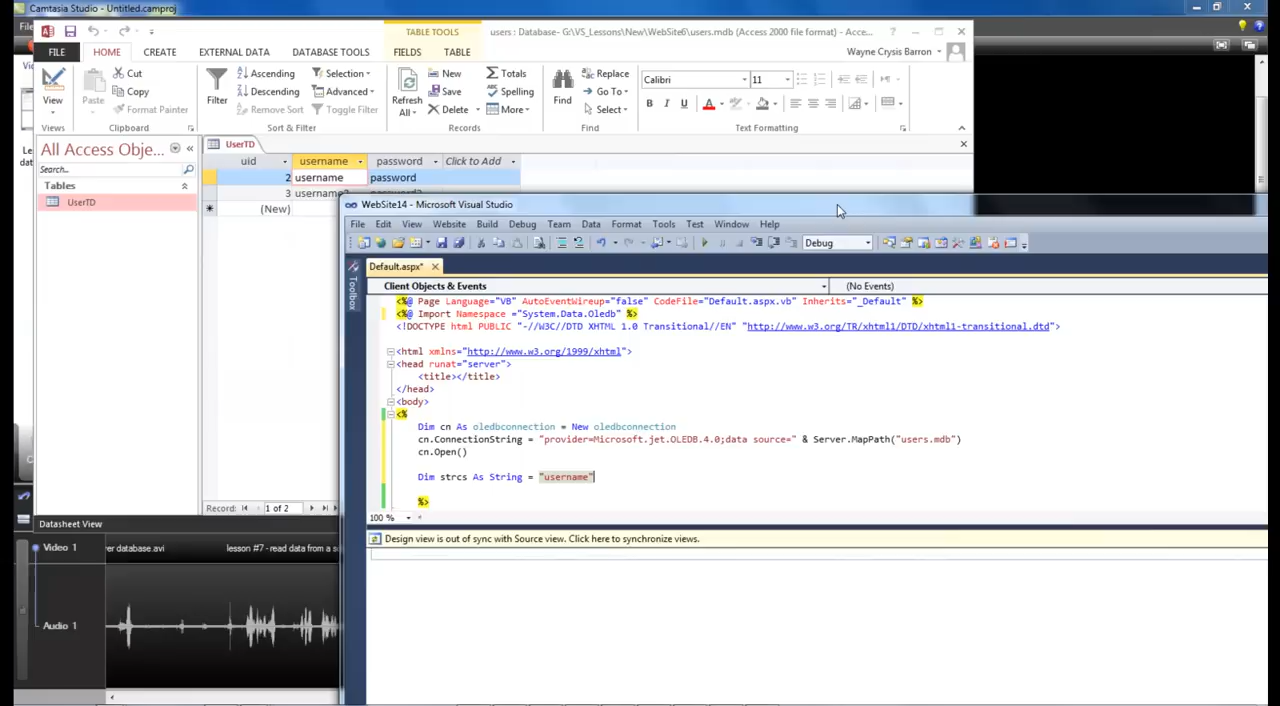 Camtasia Studio - Untitled.camproj
TABLE TOOLS
users : Database- G:\VS_Lessons\New\WebSite6\users.mdb (Access 2000 file format) - Acce...
FILE HOME CREATE EXTERNAL DATA DATABASE TOOLS FIELDS TABLE
Wayne Crysis Barron
View
Paste
Cut
Copy
Format Painter
Filter
Ascending
Descending
Remove Sort
Selection
Advanced
Toggle Filter
Refresh
All
New
Save
Delete
Totals
Spelling
More
Find
Replace
Go To
Select
Calibri
11
B I U A
Views
Clipboard
Sort & Filter
Records
Find
Text Formatting
All Access Obje...
Search...
Tables
UserTD
UserTD
uid username password Click to Add
2 username password
3 username2 password2
(New)
Record: 1 of 2
Datasheet View
WebSite14 - Microsoft Visual Studio
File Edit View Website Build Debug Team Data Format Tools Test Window Help
Debug
Default.aspx*
Toolbox
Client Objects & Events
(No Events)
<%@ Page Language="VB" AutoEventWireup="false" CodeFile="Default.aspx.vb" Inherits="_Default" %>
<%@ Import Namespace ="System.Data.Oledb" %>
<!DOCTYPE html PUBLIC "-//W3C//DTD XHTML 1.0 Transitional//EN" "http://www.w3.org/TR/xhtml1/DTD/xhtml1-transitional.dtd>
<html xmlns="http://www.w3.org/1999/xhtml">
<head runat="server">
<title></title>
</head>
<body>
<%
Dim cn As oledbconnection = New oledbconnection
cn.ConnectionString = "provider=Microsoft.jet.OLEDB.4.0;data source=" & Server.MapPath("users.mdb")
cn.Open()
Dim strcs As String = "username"
%>
100 %
Design view is out of sync with Source view. Click here to synchronize views.
Video 1
er database.avi
lesson #7 - read data from a s
Audio 1